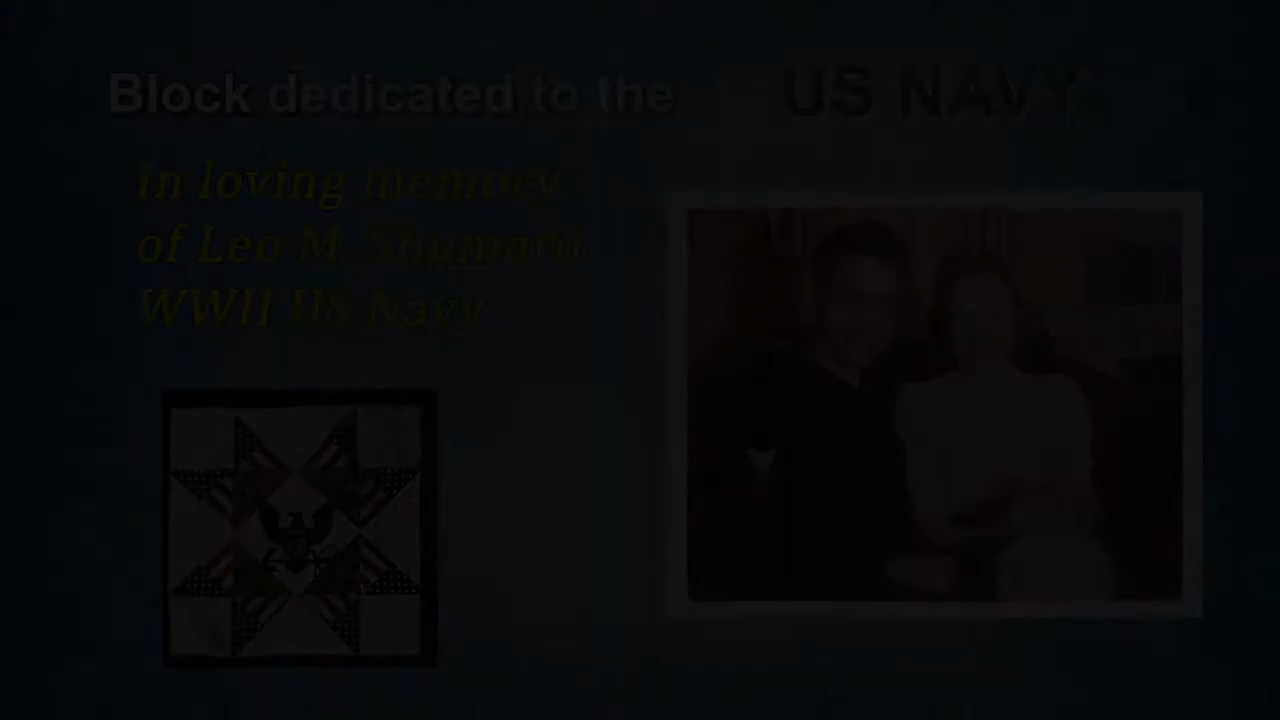 Block dedicated to the US NAVY
In loving memory
of Leo M. Shumard
WWII US Navy